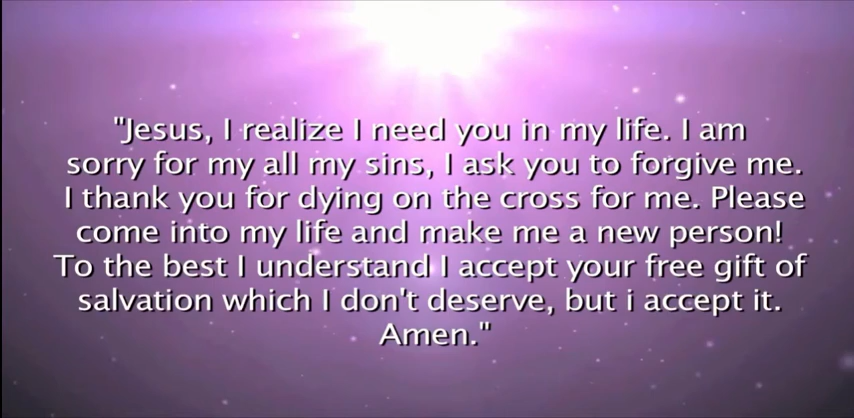 "Jesus, I realize I need you in my life. I am
sorry for my all my sins, I ask you to forgive me.
I thank you for dying on the cross for me. Please
come into my life and make me a new person!
To the best I understand I accept your free gift of
salvation which I don't deserve, but i accept it.
Amen."